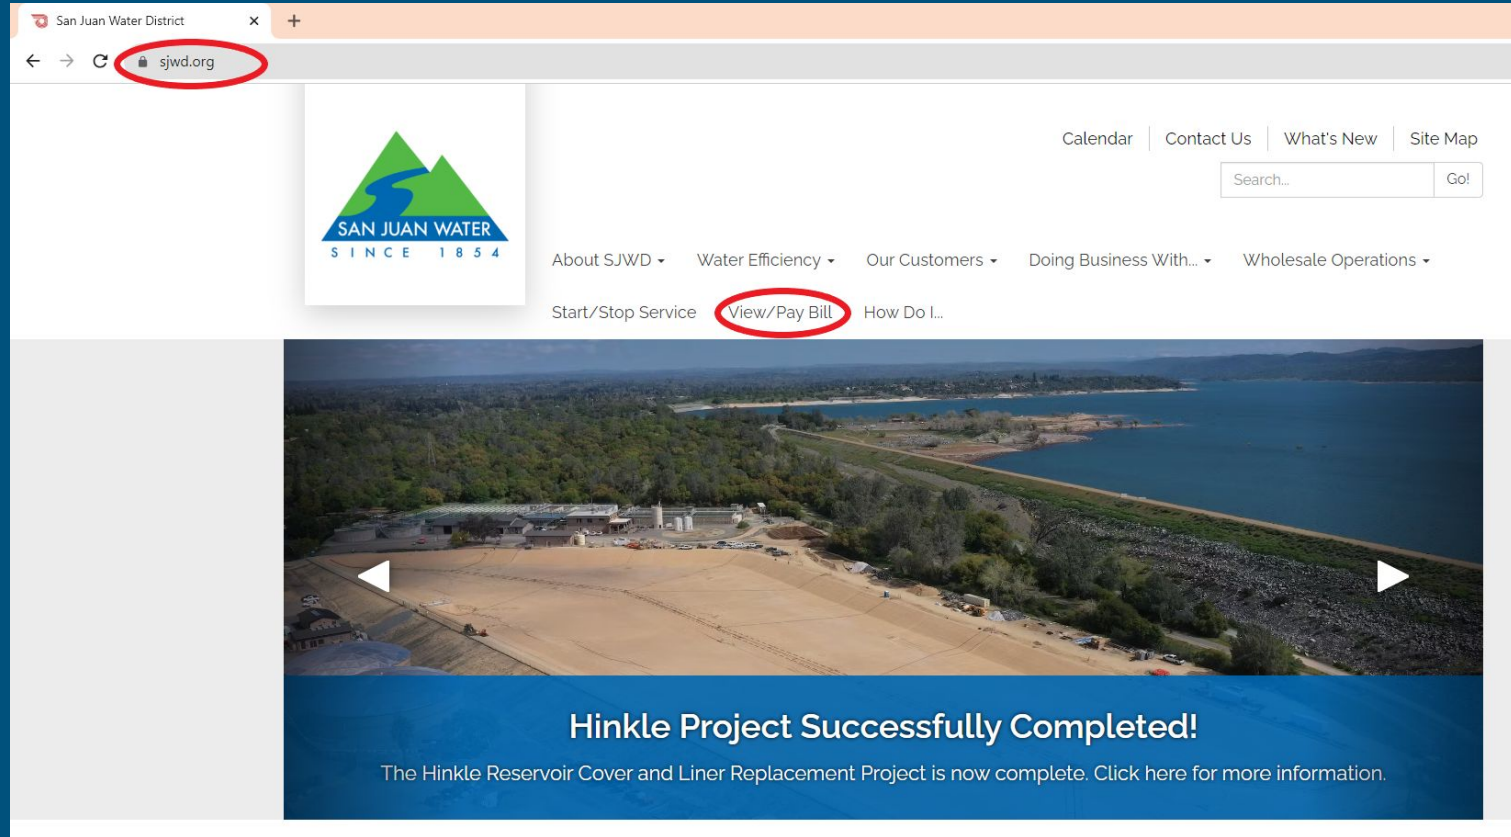 San Juan Water District
sjwd.org
SAN JUAN WATER
SINCE 1854
Calendar Contact Us What's New Site Map
Search... Go!
About SJWD Water Efficiency Our Customers Doing Business With... Wholesale Operations
Start/Stop Service View/Pay Bill How Do I...
Hinkle Project Successfully Completed!
The Hinkle Reservoir Cover and Liner Replacement Project is now complete. Click here for more information.